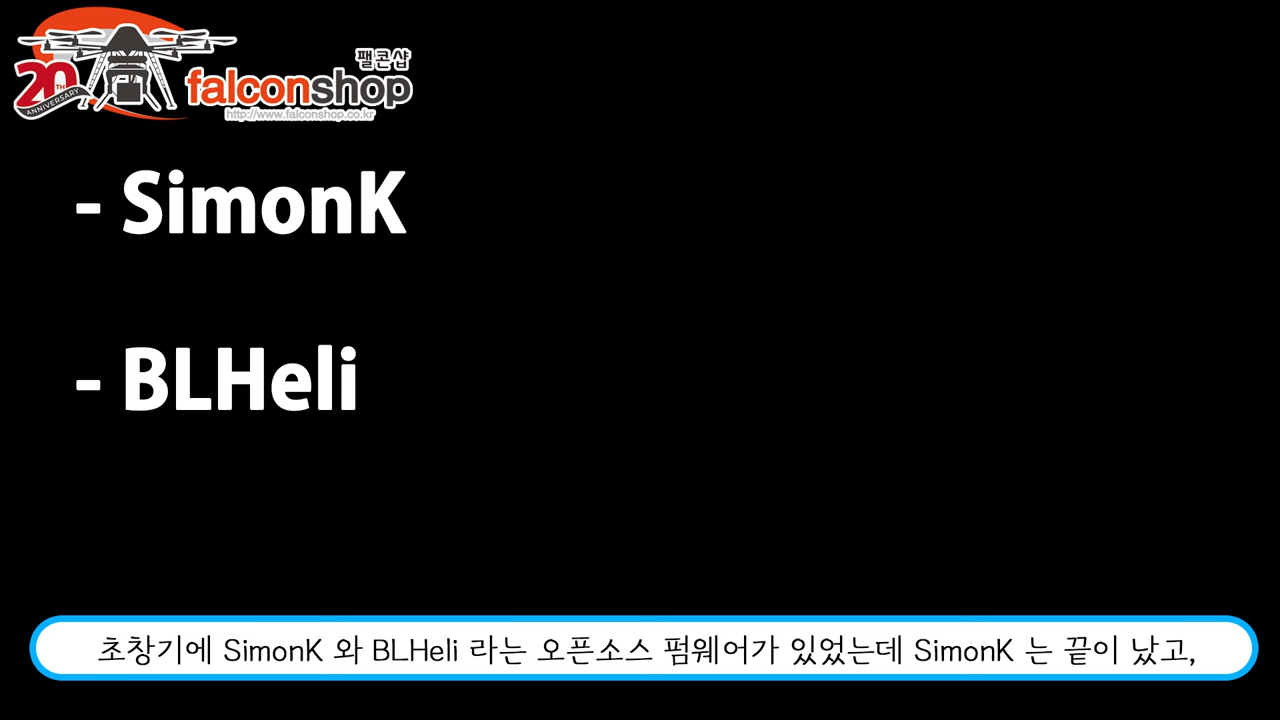 팰콘샵
20TH
ANNIVERSARY
falconshop
http://www.falconshop.co.kr
- SimonK
- BLHeli
초창기에 SimonK 와 BLHeli 라는 오픈소스 펌웨어가 있었는데 SimonK 는 끝이 났고,